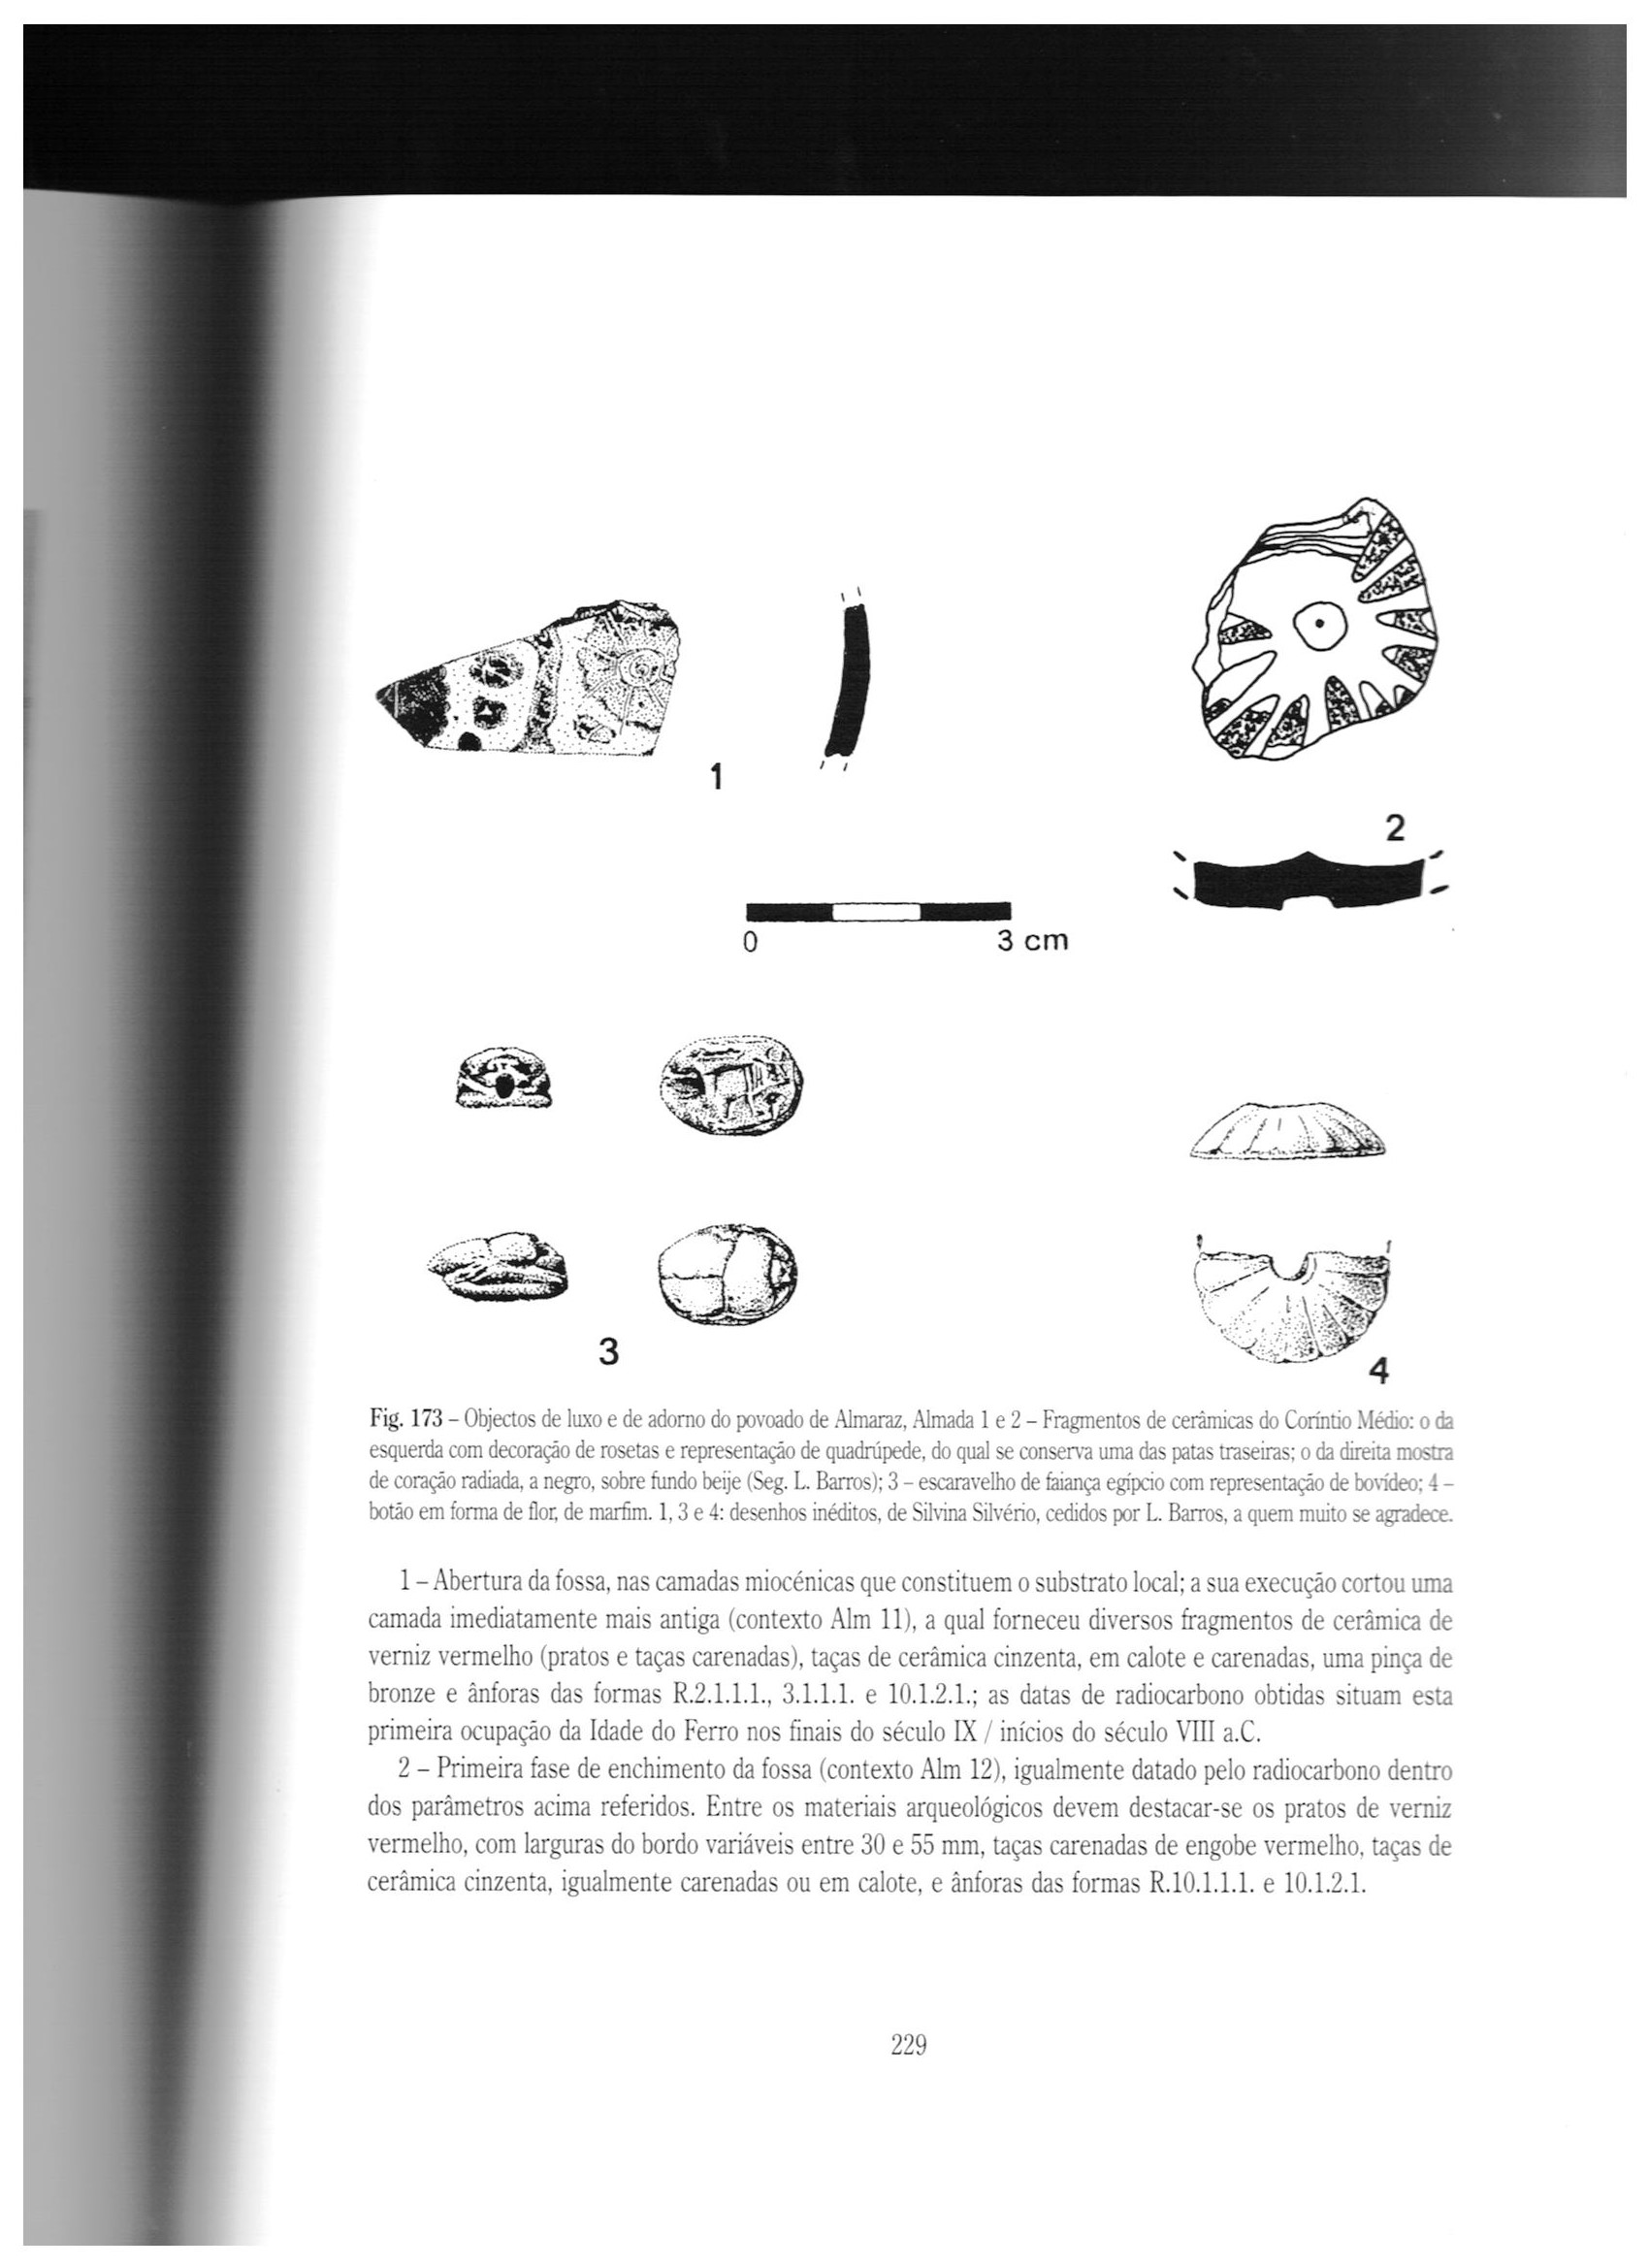 1
2
0
3 cm
3
4
Fig. 173 – Objectos de luxo e de adorno do povoado de Almaraz, Almada 1 e 2 – Fragmentos de cerâmicas do Coríntio Médio: o da
esquerda com decoração de rosetas e representação de quadrúpede, do qual se conserva uma das patas traseiras; o da direita mostra
de coração radiada, a negro, sobre fundo beije (Seg. L. Barros); 3 – escaravelho de faiança egípcio com representação de bovídeo; 4 –
botão em forma de flor, de marfim. 1, 3 e 4: desenhos inéditos, de Silvina Silvério, cedidos por L. Barros, a quem muito se agradece.
1 – Abertura da fossa, nas camadas miocénicas que constituem o substrato local; a sua execução cortou uma
camada imediatamente mais antiga (contexto Alm 11), a qual forneceu diversos fragmentos de cerâmica de
verniz vermelho (pratos e taças carenadas), taças de cerâmica cinzenta, em calote e carenadas, uma pinça de
bronze e ânforas das formas R.2.1.1.1., 3.1.1.1. e 10.1.2.1.; as datas de radiocarbono obtidas situam esta
primeira ocupação da Idade do Ferro nos finais do século IX / inícios do século VIII a.C.
2 – Primeira fase de enchimento da fossa (contexto Alm 12), igualmente datado pelo radiocarbono dentro
dos parâmetros acima referidos. Entre os materiais arqueológicos devem destacar-se os pratos de verniz
vermelho, com larguras do bordo variáveis entre 30 e 55 mm, taças carenadas de engobe vermelho, taças de
cerâmica cinzenta, igualmente carenadas ou em calote, e ânforas das formas R.10.1.1.1. e 10.1.2.1.
229